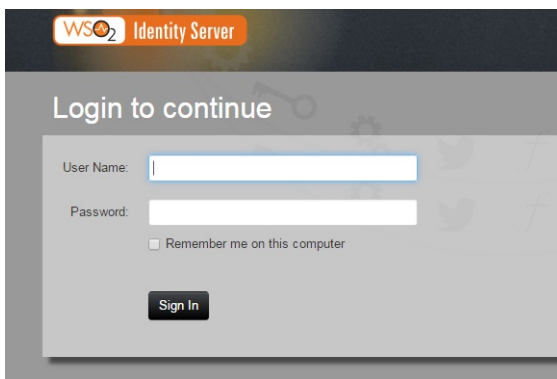 WSO2 Identity Server
Login to continue
User Name:
Password:
Remember me on this computer
Sign In